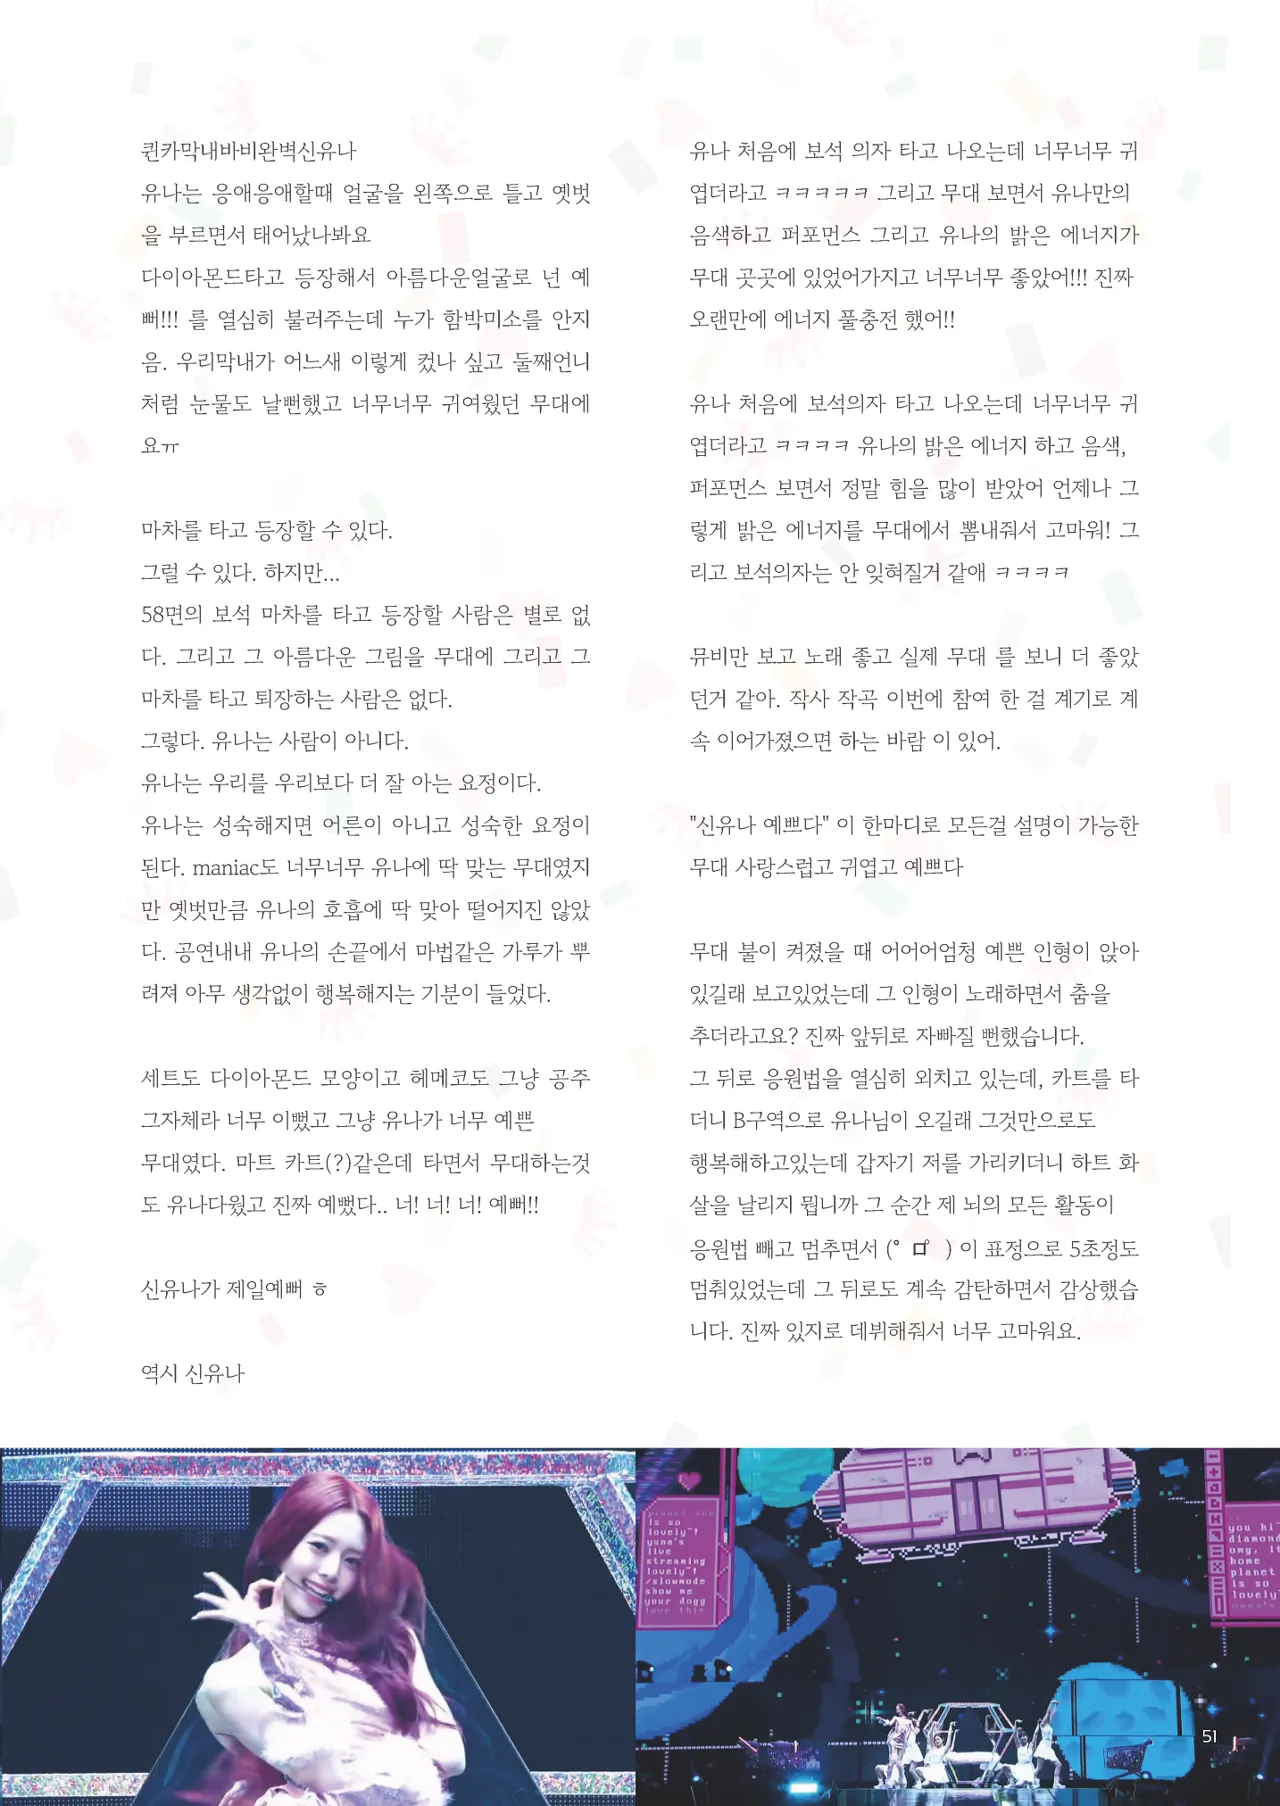 퀸카막내바비완벽신유나
유나는 응애응애할때 얼굴을 왼쪽으로 틀고 옛벗
을 부르면서 태어났나봐요
다이아몬드타고 등장해서 아름다운얼굴로 넌 예
뻐!!! 를 열심히 불러주는데 누가 함박미소를 안지
음. 우리막내가 어느새 이렇게 컸나 싶고 둘째언니
처럼 눈물도 날뻔했고 너무너무 귀여웠던 무대에
요ㅠ
마차를 타고 등장할 수 있다.
그럴 수 있다. 하지만...
58면의 보석 마차를 타고 등장할 사람은 별로 없
다. 그리고 그 아름다운 그림을 무대에 그리고 그
마차를 타고 퇴장하는 사람은 없다.
그렇다. 유나는 사람이 아니다.
유나는 우리를 우리보다 더 잘 아는 요정이다.
유나는 성숙해지면 어른이 아니고 성숙한 요정이
된다. maniac도 너무너무 유나에 딱 맞는 무대였지
만 옛벗만큼 유나의 호흡에 딱 맞아 떨어지진 않았
다. 공연내내 유나의 손끝에서 마법같은 가루가 뿌
려져 아무 생각없이 행복해지는 기분이 들었다.
세트도 다이아몬드 모양이고 헤메코도 그냥 공주
그자체라 너무 이뻤고 그냥 유나가 너무 예쁜
무대였다. 마트 카트(?)같은데 타면서 무대하는것
도 유나다웠고 진짜 예뻤다.. 너! 너! 너! 예뻐!!
신유나가 제일예뻐 ㅎ
역시 신유나
유나 처음에 보석 의자 타고 나오는데 너무너무 귀
엽더라고 ㅋㅋㅋㅋㅋ 그리고 무대 보면서 유나만의
음색하고 퍼포먼스 그리고 유나의 밝은 에너지가
무대 곳곳에 있었어가지고 너무너무 좋았어!!! 진짜
오랜만에 에너지 풀충전 했어!!
유나 처음에 보석의자 타고 나오는데 너무너무 귀
엽더라고 ㅋㅋㅋㅋ 유나의 밝은 에너지 하고 음색,
퍼포먼스 보면서 정말 힘을 많이 받았어 언제나 그
렇게 밝은 에너지를 무대에서 뽐내줘서 고마워! 그
리고 보석의자는 안 잊혀질거 같애 ㅋㅋㅋㅋ
뮤비만 보고 노래 좋고 실제 무대 를 보니 더 좋았
던거 같아. 작사 작곡 이번에 참여 한 걸 계기로 계
속 이어가졌으면 하는 바람 이 있어.
"신유나 예쁘다" 이 한마디로 모든걸 설명이 가능한
무대 사랑스럽고 귀엽고 예쁘다
무대 불이 켜졌을 때 어어어엄청 예쁜 인형이 앉아
있길래 보고있었는데 그 인형이 노래하면서 춤을
추더라고요? 진짜 앞뒤로 자빠질 뻔했습니다.
그 뒤로 응원법을 열심히 외치고 있는데, 카트를 타
더니 B구역으로 유나님이 오길래 그것만으로도
행복해하고있는데 갑자기 저를 가리키더니 하트 화
살을 날리지 뭡니까 그 순간 제 뇌의 모든 활동이
응원법 빼고 멈추면서 (ﾟ ㅁﾟ ) 이 표정으로 5초정도
멈춰있었는데 그 뒤로도 계속 감탄하면서 감상했습
니다. 진짜 있지로 데뷔해줘서 너무 고마워요.
planet she
is so
lovely~!
yuna's
live
streaming
lovely~!
/slowmode
show me
your dogg
love this
you hi~
diamond
omy, i
home
planet
is so
lovely~
51